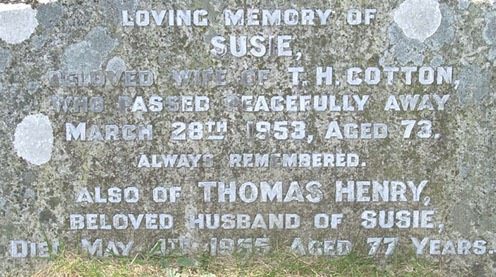 LOVING MEMORY OF
SUSIE,
BELOVED WIFE OF T. H. COTTON,
WHO PASSED PEACEFULLY AWAY
MARCH 28TH 1953, AGED 73.
ALWAYS REMEMBERED.
ALSO OF THOMAS HENRY,
BELOVED HUSBAND OF SUSIE,
DIED MAY 4TH 1955 AGED 77 YEARS.